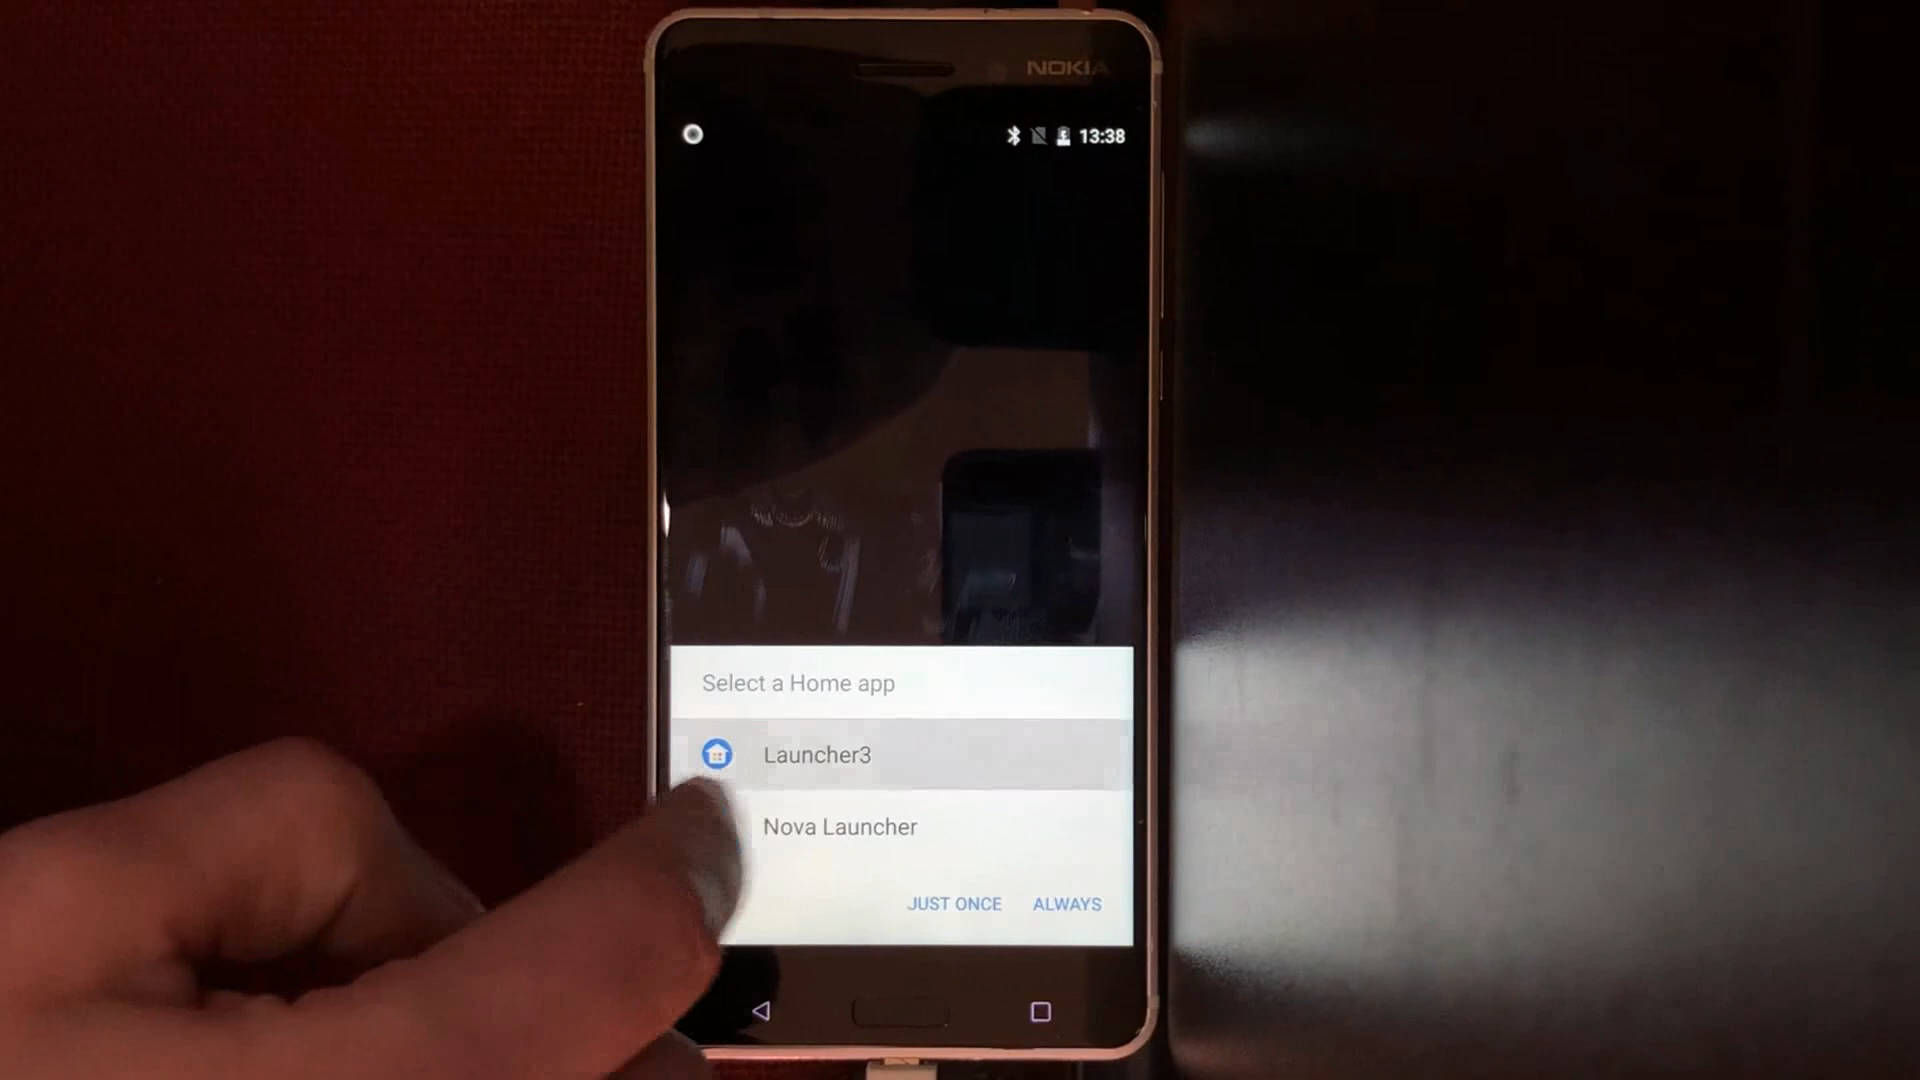 NOKIA
13:38
Select a Home app
Launcher3
Nova Launcher
JUST ONCE ALWAYS